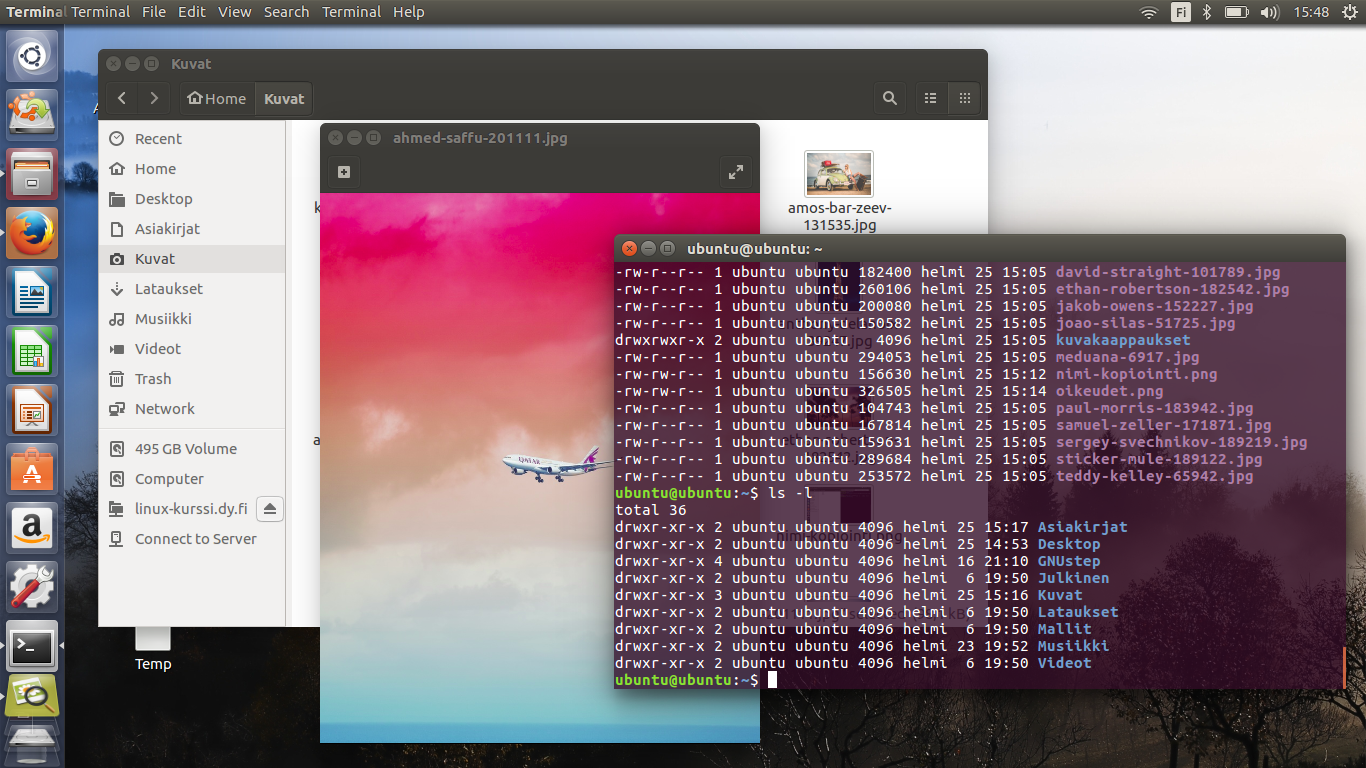 Terminal Terminal File Edit View Search Terminal Help
Fi 15:48
Kuvat
Home Kuvat
Recent
Home
Desktop
Asiakirjat
Kuvat
Lataukset
Musiikki
Videot
Trash
Network
495 GB Volume
Computer
linux-kurssi.dy.fi
Connect to Server
ahmed-saffu-201111.jpg
QATAR
amos-bar-zeev-
131535.jpg
ubuntu@ubuntu: ~
-rw-r--r-- 1 ubuntu ubuntu 182400 helmi 25 15:05 david-straight-101789.jpg
-rw-r--r-- 1 ubuntu ubuntu 260106 helmi 25 15:05 ethan-robertson-182542.jpg
-rw-r--r-- 1 ubuntu ubuntu 200080 helmi 25 15:05 jakob-owens-152227.jpg
-rw-r--r-- 1 ubuntu ubuntu 150582 helmi 25 15:05 joao-silas-51725.jpg
drwxrwxr-x 2 ubuntu ubuntu   4096 helmi 25 15:05 kuvakaappaukset
-rw-r--r-- 1 ubuntu ubuntu 294053 helmi 25 15:05 meduana-6917.jpg
-rw-rw-r-- 1 ubuntu ubuntu 156630 helmi 25 15:12 nimi-kopiointi.png
-rw-rw-r-- 1 ubuntu ubuntu 326505 helmi 25 15:14 oikeudet.png
-rw-r--r-- 1 ubuntu ubuntu 104743 helmi 25 15:05 paul-morris-183942.jpg
-rw-r--r-- 1 ubuntu ubuntu 167814 helmi 25 15:05 samuel-zeller-171871.jpg
-rw-r--r-- 1 ubuntu ubuntu 159631 helmi 25 15:05 sergey-svechnikov-189219.jpg
-rw-r--r-- 1 ubuntu ubuntu 289684 helmi 25 15:05 sticker-mule-189122.jpg
-rw-r--r-- 1 ubuntu ubuntu 253572 helmi 25 15:05 teddy-kelley-65942.jpg
ubuntu@ubuntu:~$ ls -l
total 36
drwxr-xr-x 2 ubuntu ubuntu 4096 helmi 25 15:17 Asiakirjat
drwxr-xr-x 2 ubuntu ubuntu 4096 helmi 25 14:53 Desktop
drwxr-xr-x 4 ubuntu ubuntu 4096 helmi 16 21:10 GNUstep
drwxr-xr-x 2 ubuntu ubuntu 4096 helmi  6 19:50 Julkinen
drwxr-xr-x 3 ubuntu ubuntu 4096 helmi 25 15:16 Kuvat
drwxr-xr-x 2 ubuntu ubuntu 4096 helmi  6 19:50 Lataukset
drwxr-xr-x 2 ubuntu ubuntu 4096 helmi  6 19:50 Mallit
drwxr-xr-x 2 ubuntu ubuntu 4096 helmi 23 19:52 Musiikki
drwxr-xr-x 2 ubuntu ubuntu 4096 helmi  6 19:50 Videot
ubuntu@ubuntu:~$
Temp